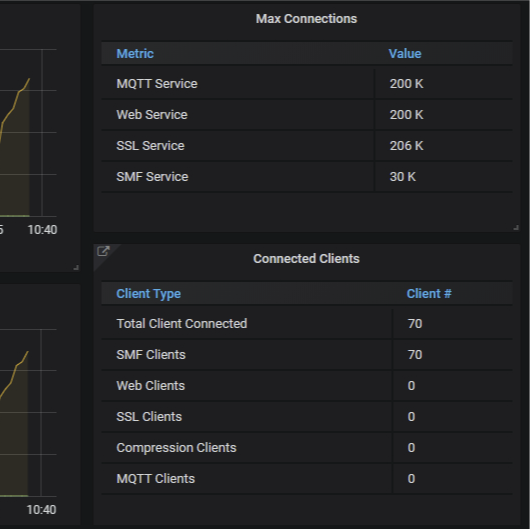 Max Connections
Metric Value
MQTT Service 200 K
Web Service 200 K
SSL Service 206 K
SMF Service 30 K
5 10:40
Connected Clients
Client Type Client #
Total Client Connected 70
SMF Clients 70
Web Clients 0
SSL Clients 0
Compression Clients 0
MQTT Clients 0
10:40